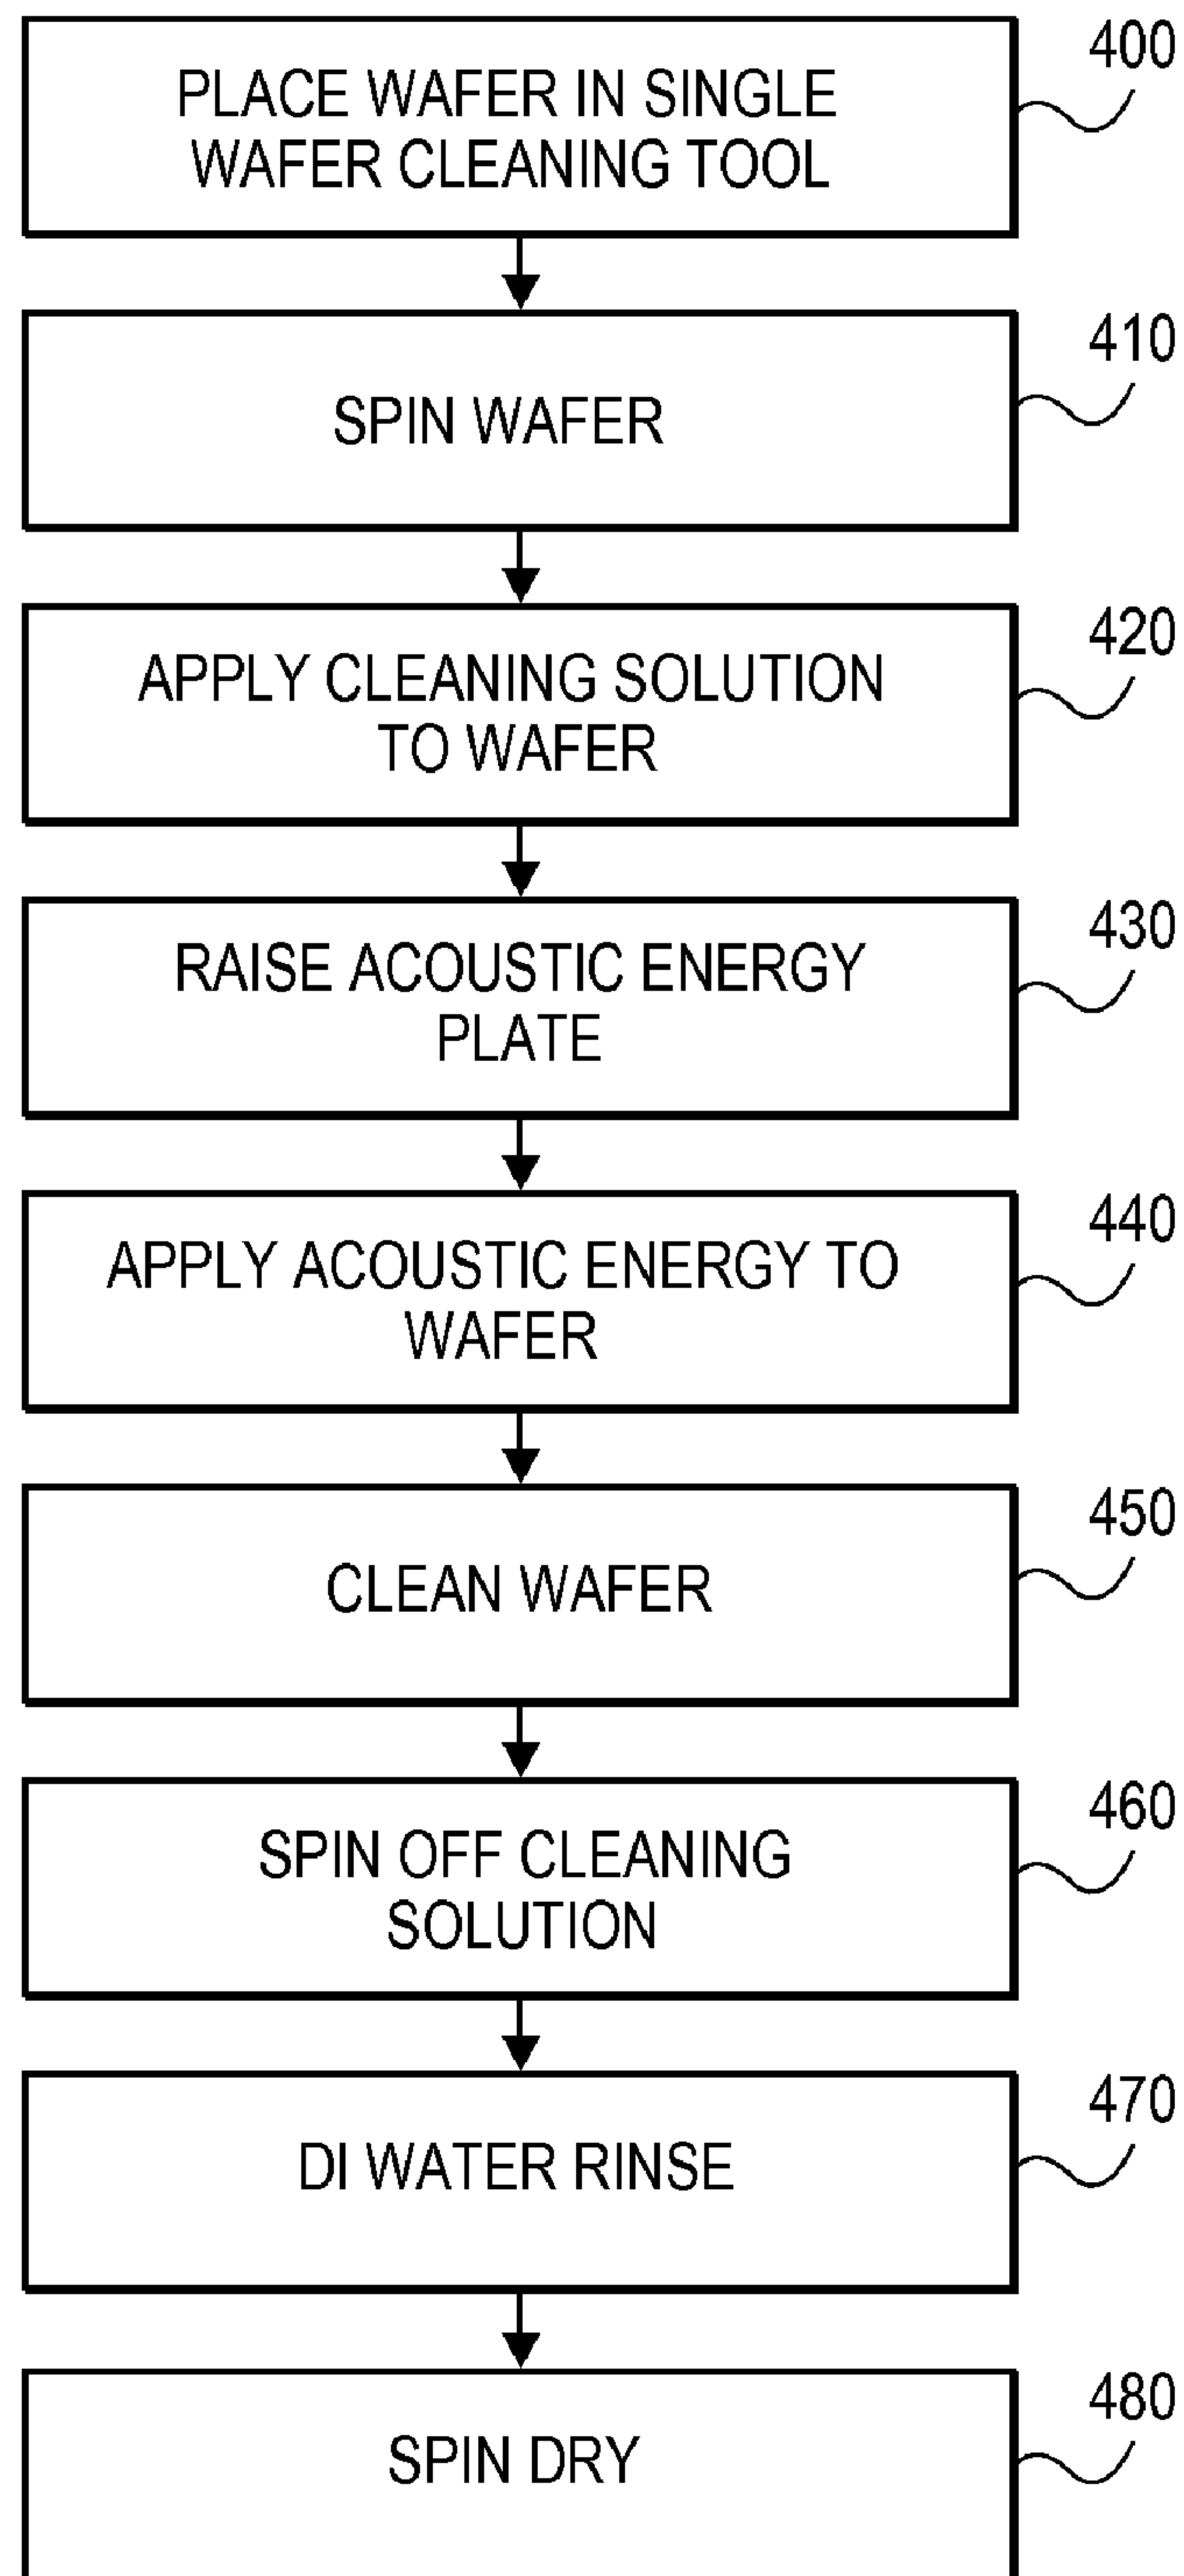 400
PLACE WAFER IN SINGLE
WAFER CLEANING TOOL
410
SPIN WAFER
420
APPLY CLEANING SOLUTION
TO WAFER
430
RAISE ACOUSTIC ENERGY
PLATE
440
APPLY ACOUSTIC ENERGY TO
WAFER
450
CLEAN WAFER
460
SPIN OFF CLEANING
SOLUTION
470
DI WATER RINSE
480
SPIN DRY